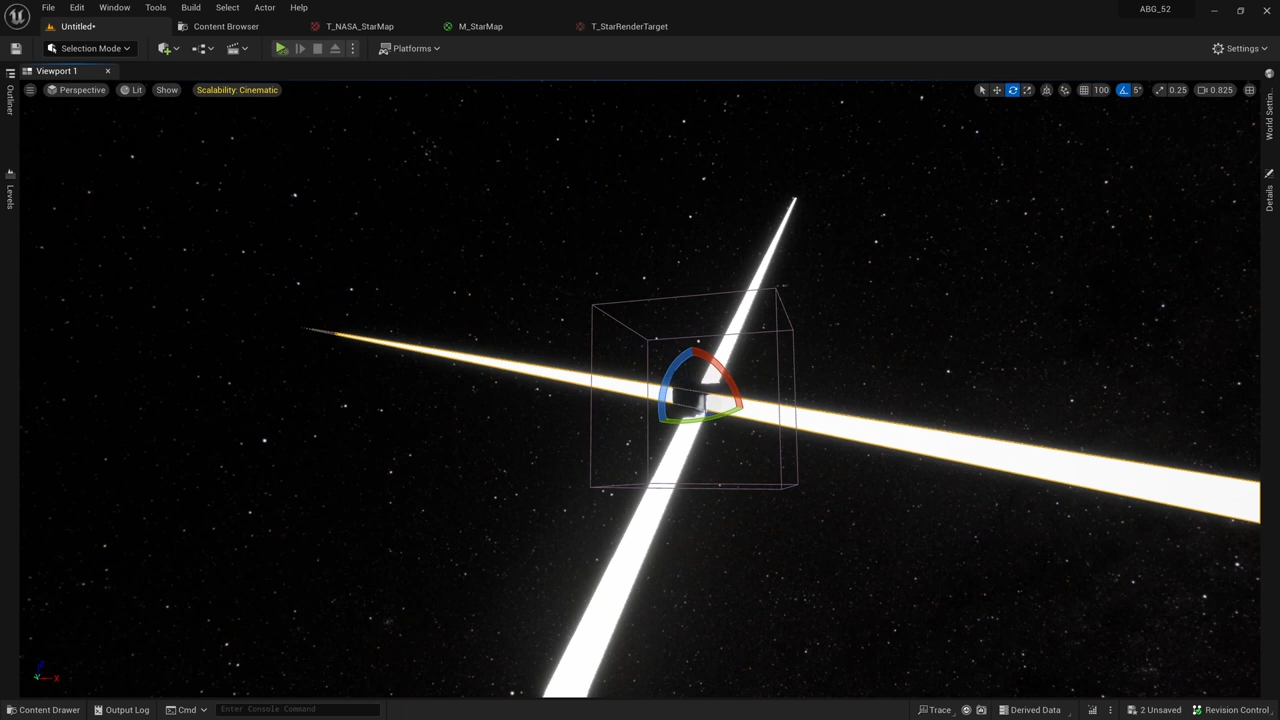 File Edit Window Tools Build Select Actor Help
ABG_52
Untitled*
Content Browser
T_NASA_StarMap
M_StarMap
T_StarRenderTarget
Selection Mode
Platforms
Settings
Viewport 1
Perspective
Lit
Show
Scalability: Cinematic
100
5°
0.25
0.825
Outliner
Levels
World Settin..
Details
X
Content Drawer
Output Log
Cmd
Enter Console Command
Trace
Derived Data
2 Unsaved
Revision Control